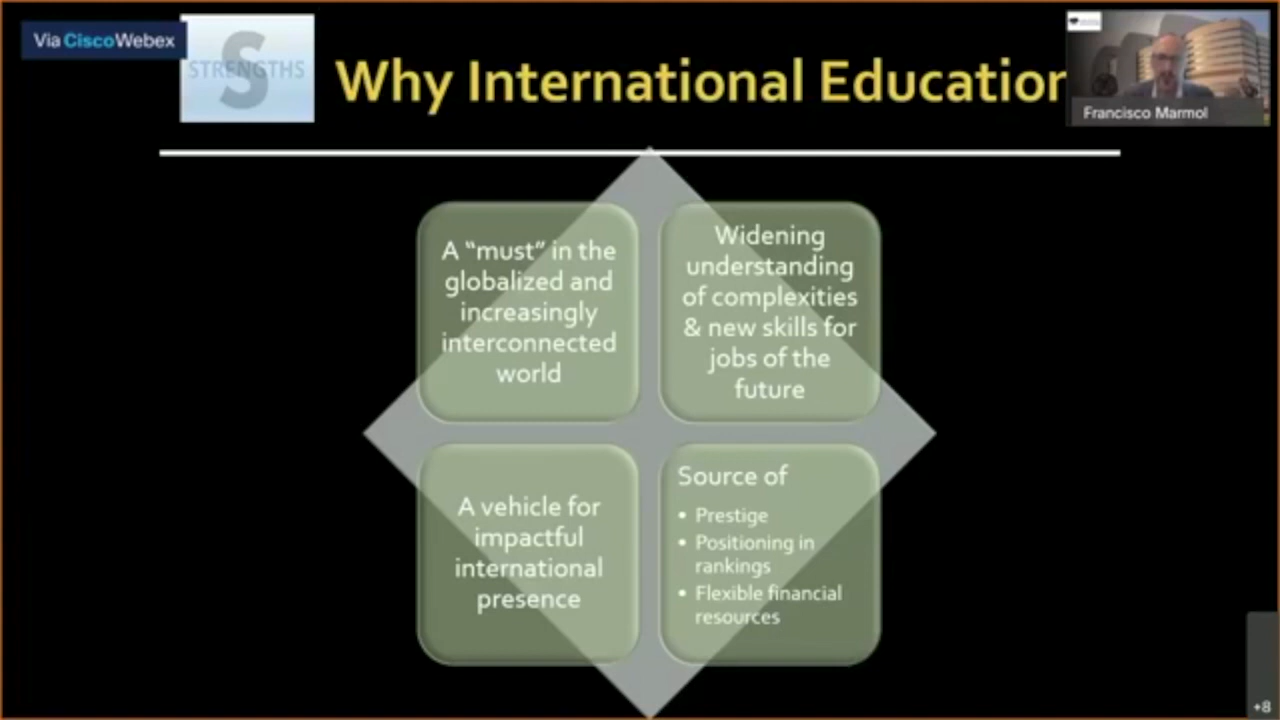 Via CiscoWebex
S
STRENGTHS
Why International Education
Francisco Marmol
A “must” in the
globalized and
increasingly
interconnected
world
Widening
understanding
of complexities
& new skills for
jobs of the
future
A vehicle for
impactful
international
presence
Source of
• Prestige
• Positioning in
rankings
• Flexible financial
resources
+8